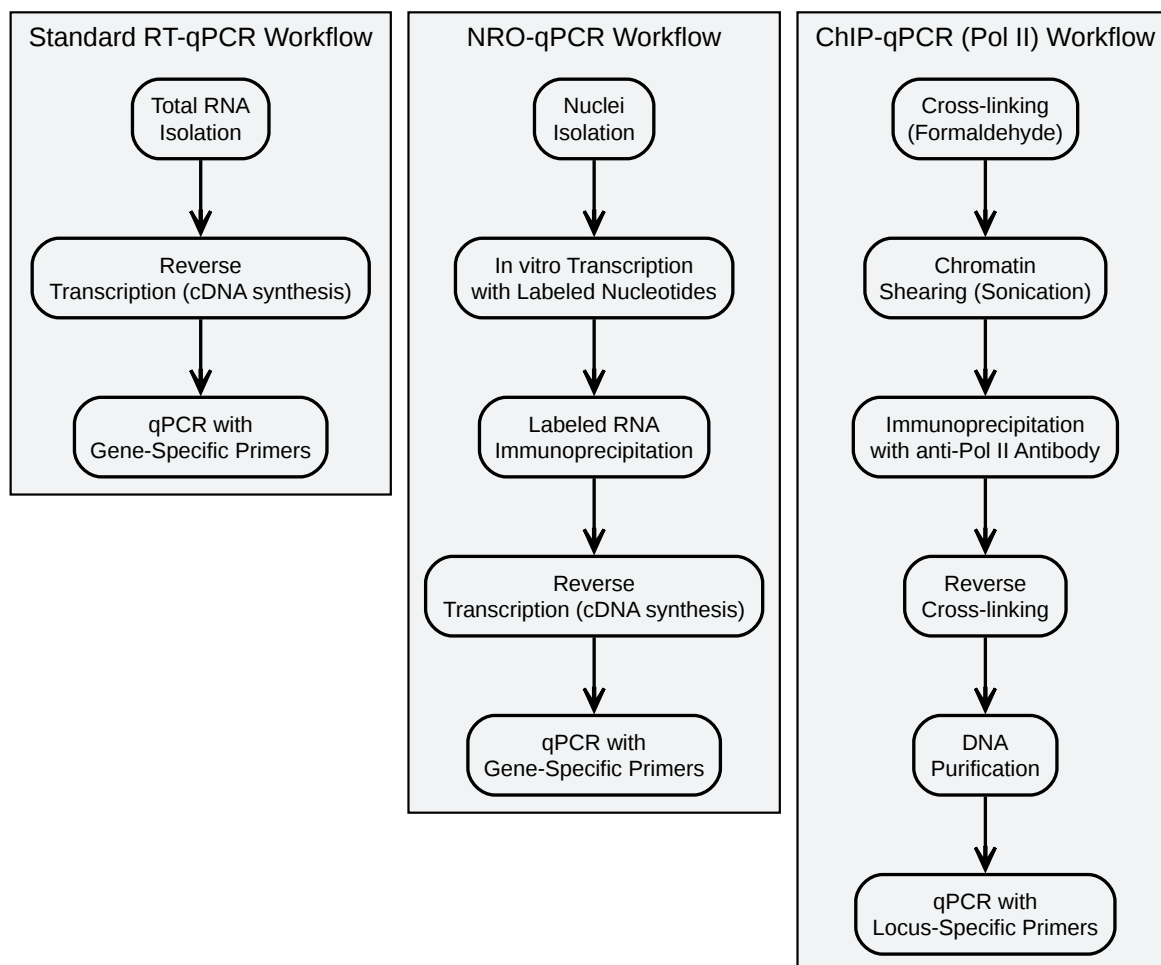 Standard RT-qPCR Workflow
Total RNA
Isolation
Reverse
Transcription (cDNA synthesis)
qPCR with
Gene-Specific Primers
NRO-qPCR Workflow
Nuclei
Isolation
In vitro Transcription
with Labeled Nucleotides
Labeled RNA
Immunoprecipitation
Reverse
Transcription (cDNA synthesis)
qPCR with
Gene-Specific Primers
ChIP-qPCR (Pol II) Workflow
Cross-linking
(Formaldehyde)
Chromatin
Shearing (Sonication)
Immunoprecipitation
with anti-Pol II Antibody
Reverse
Cross-linking
DNA
Purification
qPCR with
Locus-Specific Primers